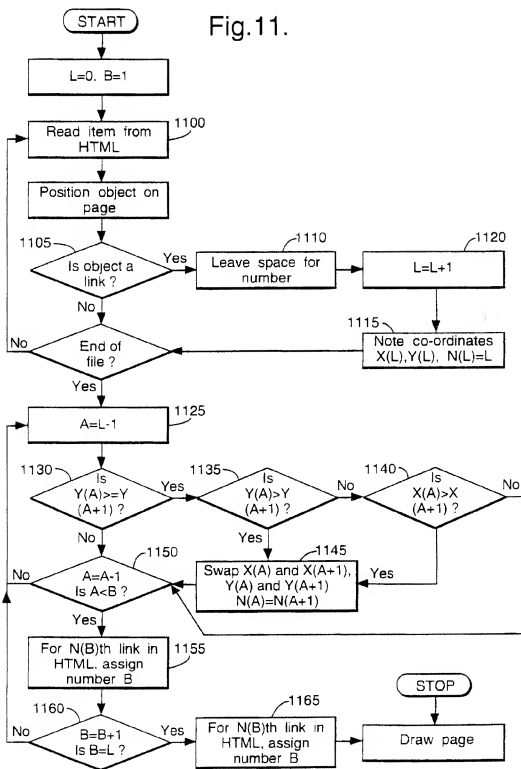 Fig.11.
START
L=0, B=1
1100
Read item from
HTML
Position object on
page
1105
Is object a
link ?
Yes
No
1110
Leave space for
number
1120
L=L+1
1115
Note co-ordinates
X(L),Y(L), N(L)=L
End of
file ?
No
Yes
1125
A=L-1
1130
Is
Y(A)>=Y
(A+1) ?
Yes
No
1135
Is
Y(A)>Y
(A+1) ?
No
Yes
1140
Is
X(A)>X
(A+1) ?
No
Yes
1145
Swap X(A) and X(A+1),
Y(A) and Y(A+1)
N(A)=N(A+1)
1150
A=A-1
Is A<B ?
No
Yes
1155
For N(B)th link in
HTML, assign
number B
1160
B=B+1
Is B=L ?
No
Yes
1165
For N(B)th link in
HTML, assign
number B
STOP
Draw page